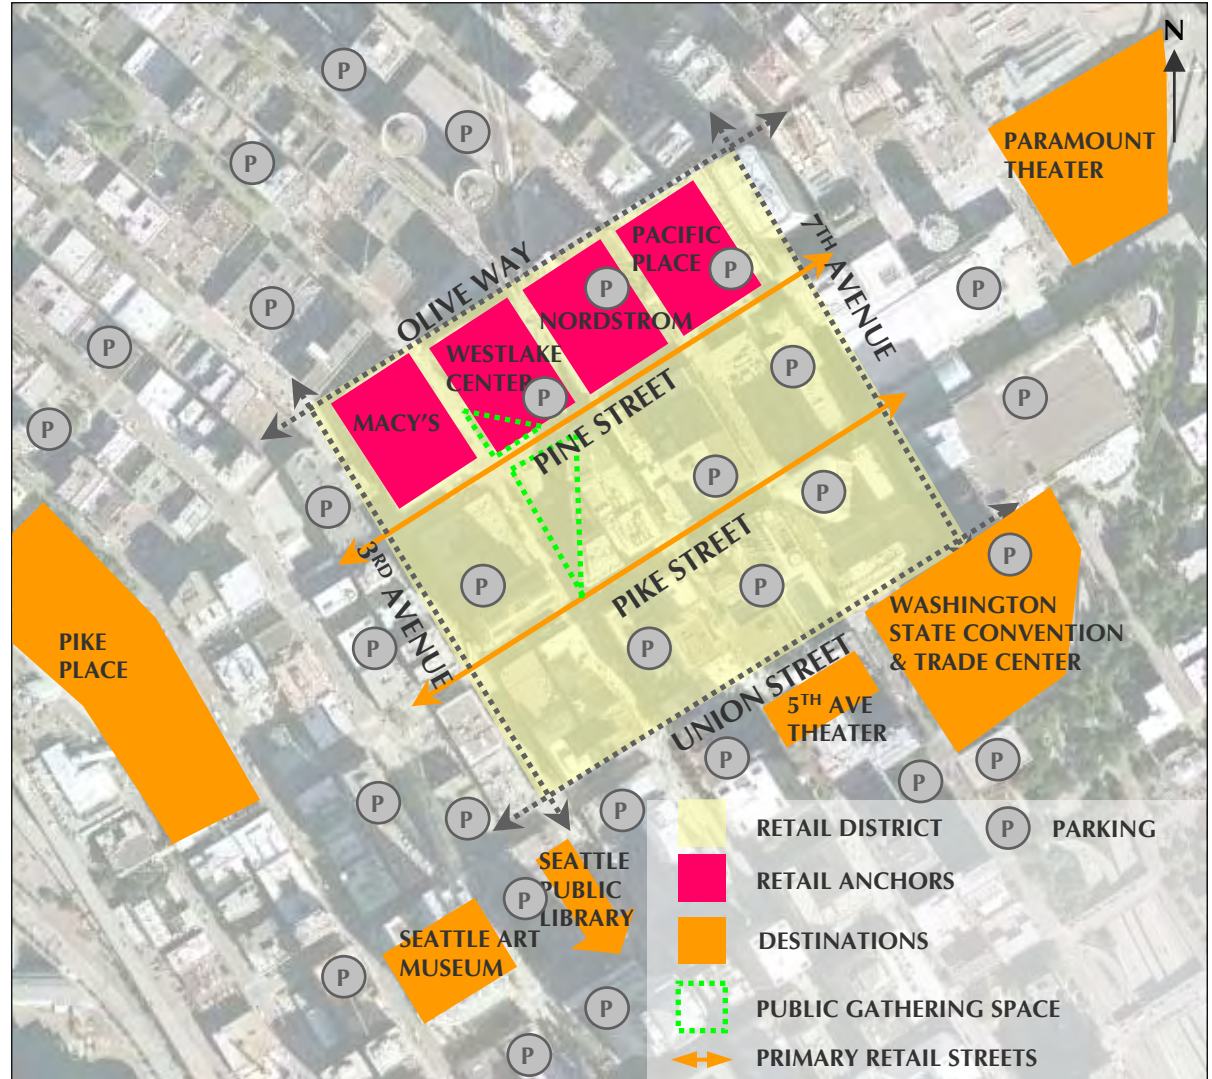 N
P
PARAMOUNT
THEATER
P
P
PACIFIC
PLACE
P
7TH AVENUE
OLIVE WAY
P
P
P
NORDSTROM
P
P
WESTLAKE
CENTER
P
P
P
MACY'S
P
PINE STREET
P
P
P
P
3RD AVENUE
P
PIKE STREET
P
P
WASHINGTON
STATE CONVENTION
& TRADE CENTER
PIKE
PLACE
P
P
UNION STREET
5TH AVE
THEATER
P
P
P
P
P
P
RETAIL DISTRICT
P PARKING
SEATTLE
PUBLIC
LIBRARY
P
RETAIL ANCHORS
SEATTLE ART
MUSEUM
DESTINATIONS
P
P
PUBLIC GATHERING SPACE
P
PRIMARY RETAIL STREETS